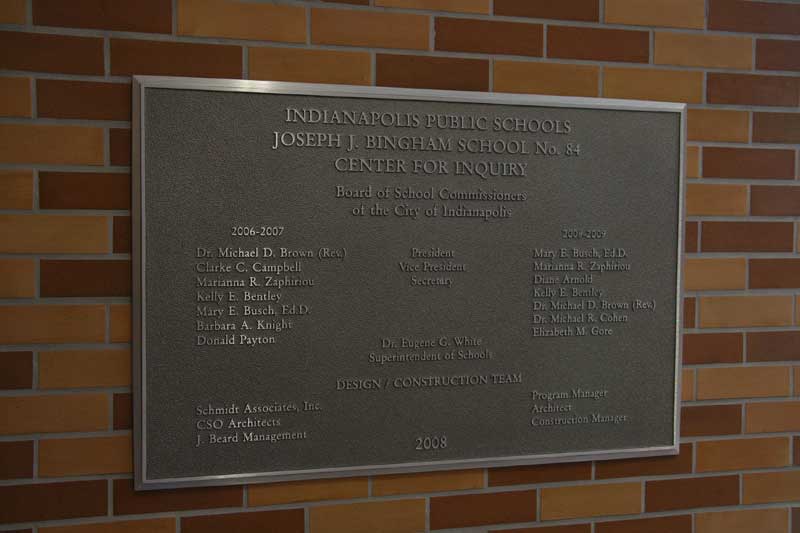 INDIANAPOLIS PUBLIC SCHOOLS
JOSEPH J. BINGHAM SCHOOL No. 84
CENTER FOR INQUIRY
Board of School Commissioners
of the City of Indianapolis
2006-2007 2008-2009
Dr. Michael D. Brown (Rev.) President Mary E. Busch, Ed.D.
Clarke C. Campbell Vice President Marianna R. Zaphiriou
Marianna R. Zaphiriou Secretary Diane Arnold
Kelly E. Bentley Kelly E. Bentley
Mary E. Busch, Ed.D. Dr. Michael D. Brown (Rev.)
Barbara A. Knight Dr. Michael R. Cohen
Donald Payton Elizabeth M. Gore
Dr. Eugene G. White
Superintendent of Schools
DESIGN / CONSTRUCTION TEAM
Schmidt Associates, Inc. Program Manager
CSO Architects Architect
J. Beard Management Construction Manager
2008